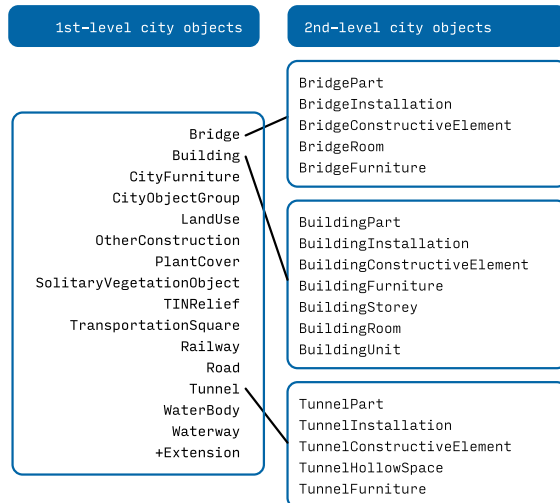 1st-level city objects
2nd-level city objects
Bridge
Building
CityFurniture
CityObjectGroup
LandUse
OtherConstruction
PlantCover
SolitaryVegetationObject
TINRelief
TransportationSquare
Railway
Road
Tunnel
WaterBody
Waterway
+Extension
BridgePart
BridgeInstallation
BridgeConstructiveElement
BridgeRoom
BridgeFurniture
BuildingPart
BuildingInstallation
BuildingConstructiveElement
BuildingFurniture
BuildingStorey
BuildingRoom
BuildingUnit
TunnelPart
TunnelInstallation
TunnelConstructiveElement
TunnelHollowSpace
TunnelFurniture